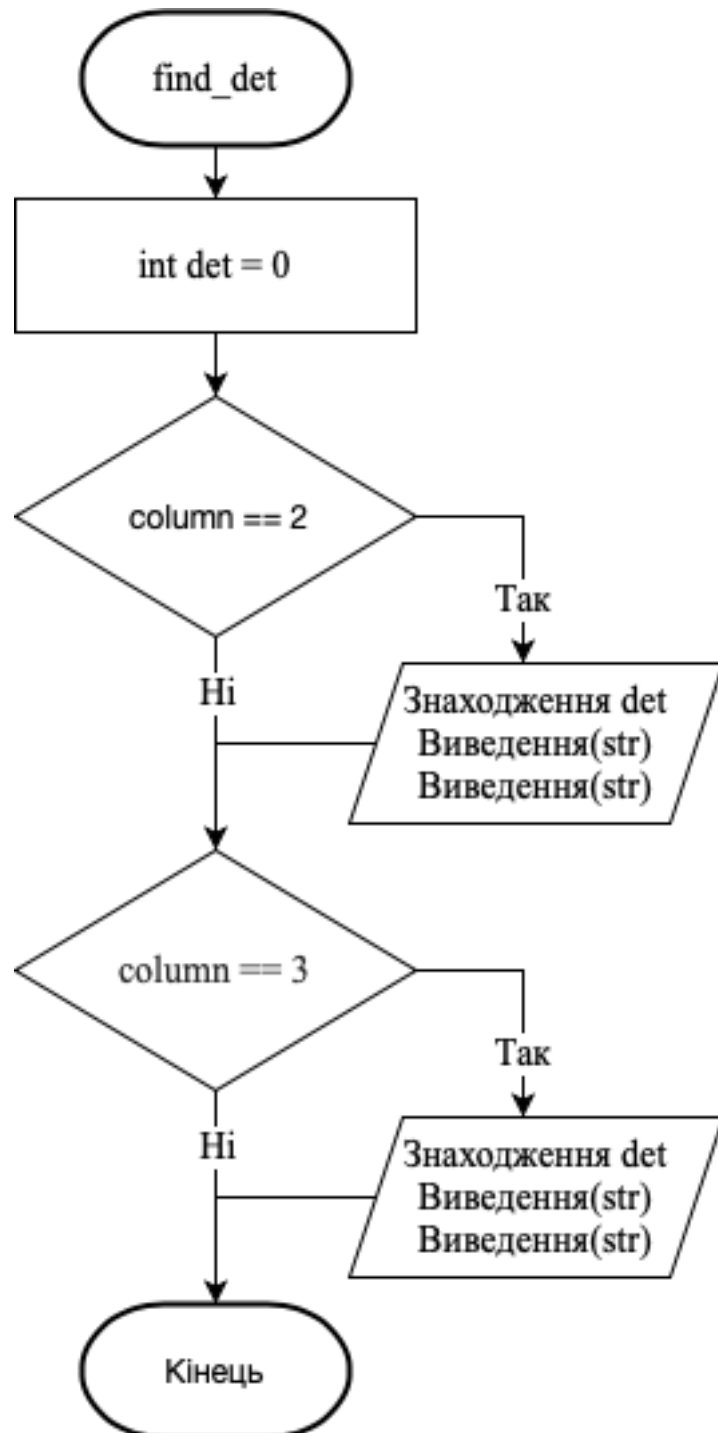 find_det
int det = 0
column == 2
Так
Ні
Знаходження det
Виведення(str)
Виведення(str)
column == 3
Так
Ні
Знаходження det
Виведення(str)
Виведення(str)
Кінець